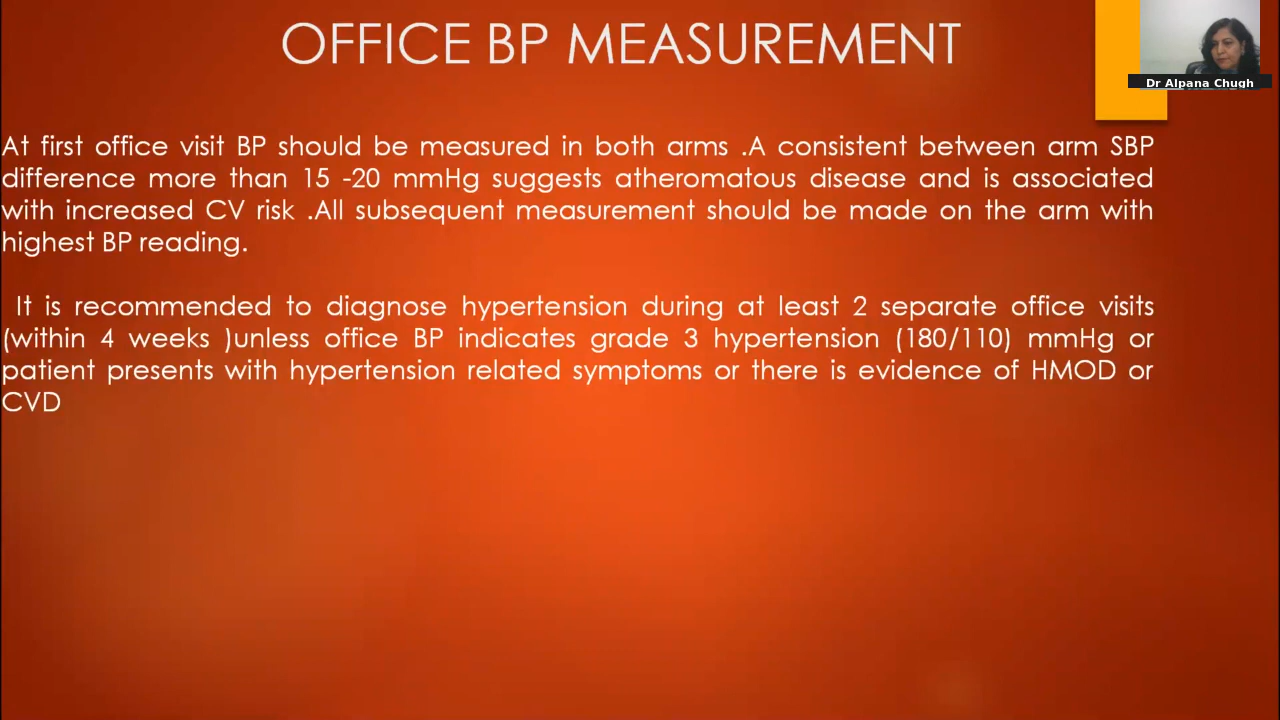 OFFICE BP MEASUREMENT
Dr Alpana Chugh
At first office visit BP should be measured in both arms .A consistent between arm SBP
difference more than 15 -20 mmHg suggests atheromatous disease and is associated
with increased CV risk .All subsequent measurement should be made on the arm with
highest BP reading.
It is recommended to diagnose hypertension during at least 2 separate office visits
(within 4 weeks )unless office BP indicates grade 3 hypertension (180/110) mmHg or
patient presents with hypertension related symptoms or there is evidence of HMOD or
CVD